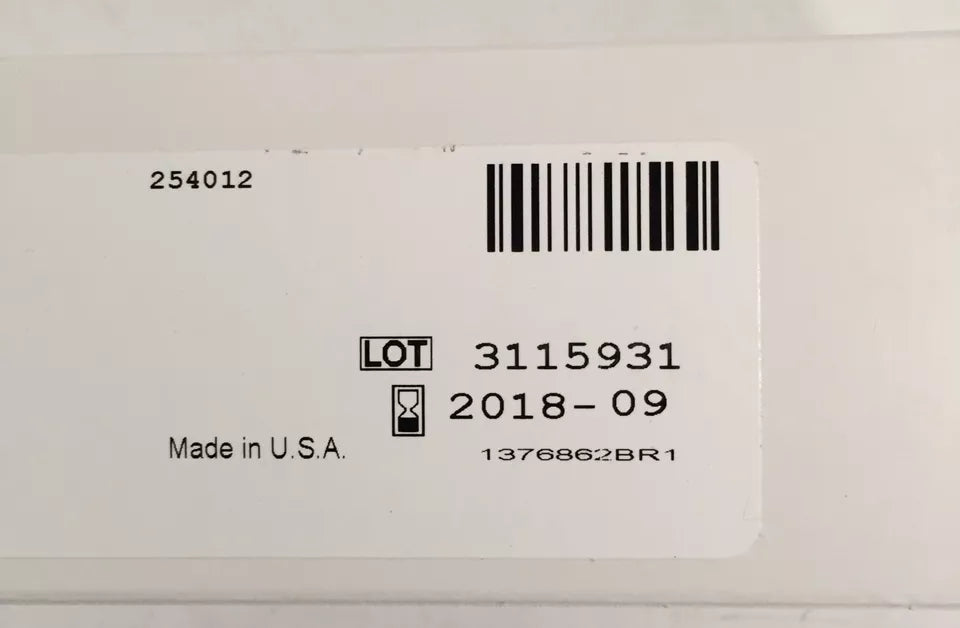 254012
LOT 3115931
2018-09
Made in U.S.A.
1376862BR1